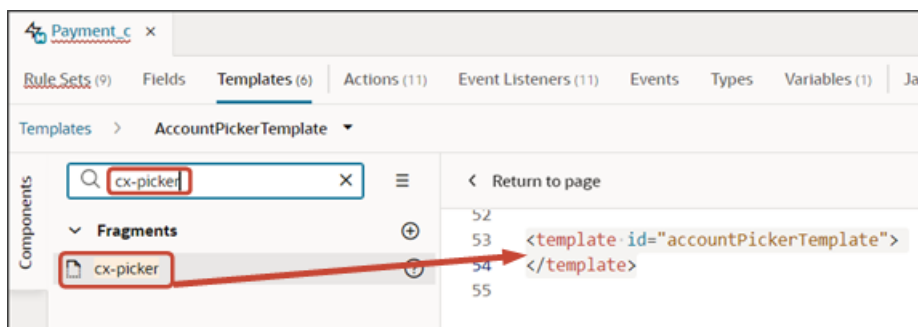 Payment_c ×
Rule Sets (9) Fields Templates (6) Actions (11) Event Listeners (11) Events Types Variables (1) Ja
Templates > AccountPickerTemplate
Components
cx-picker ×
< Return to page
Fragments
cx-picker
52
53 <template id="accountPickerTemplate">
54 </template>
55